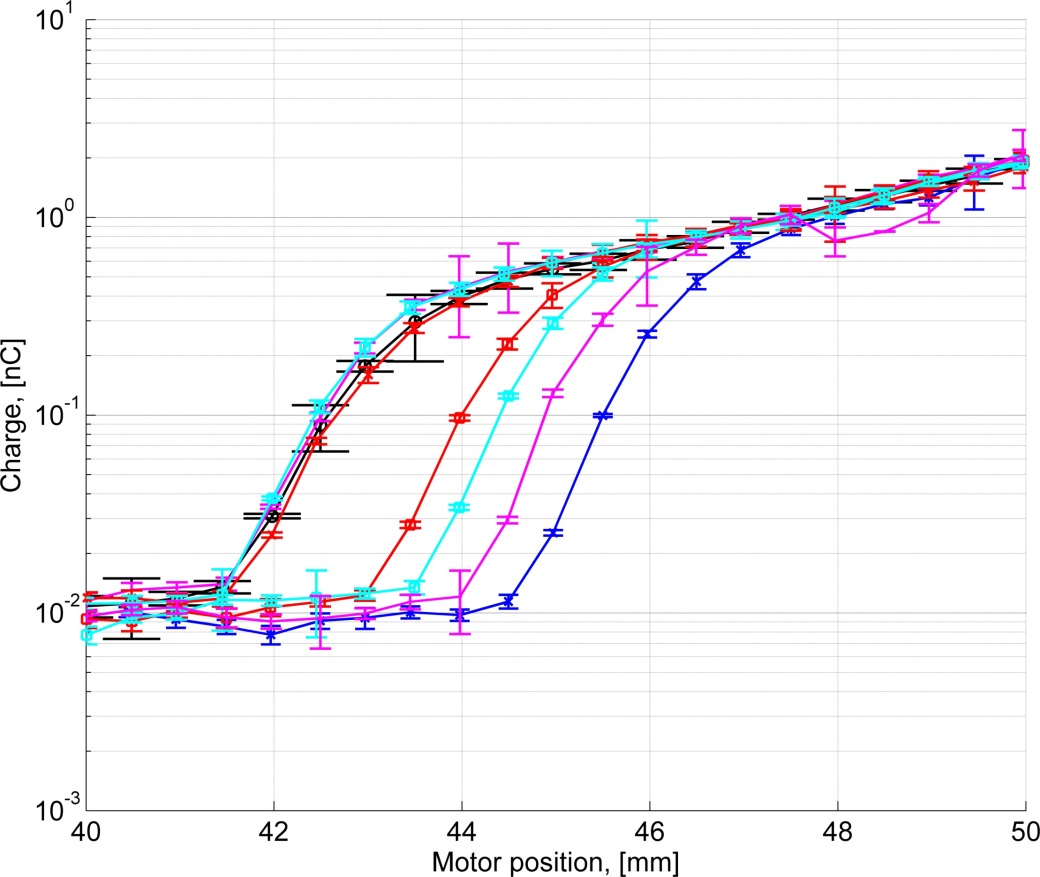 10^1
10^0
10^-1
10^-2
10^-3
Charge, [nC]
40 42 44 46 48 50
Motor position, [mm]